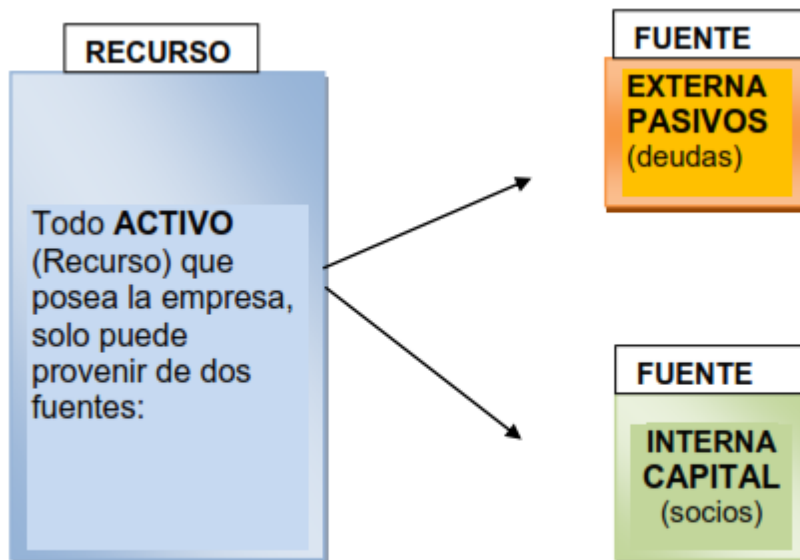 RECURSO
Todo ACTIVO
(Recurso) que
posea la empresa,
solo puede
provenir de dos
fuentes:
FUENTE
EXTERNA
PASIVOS
(deudas)
FUENTE
INTERNA
CAPITAL
(socios)